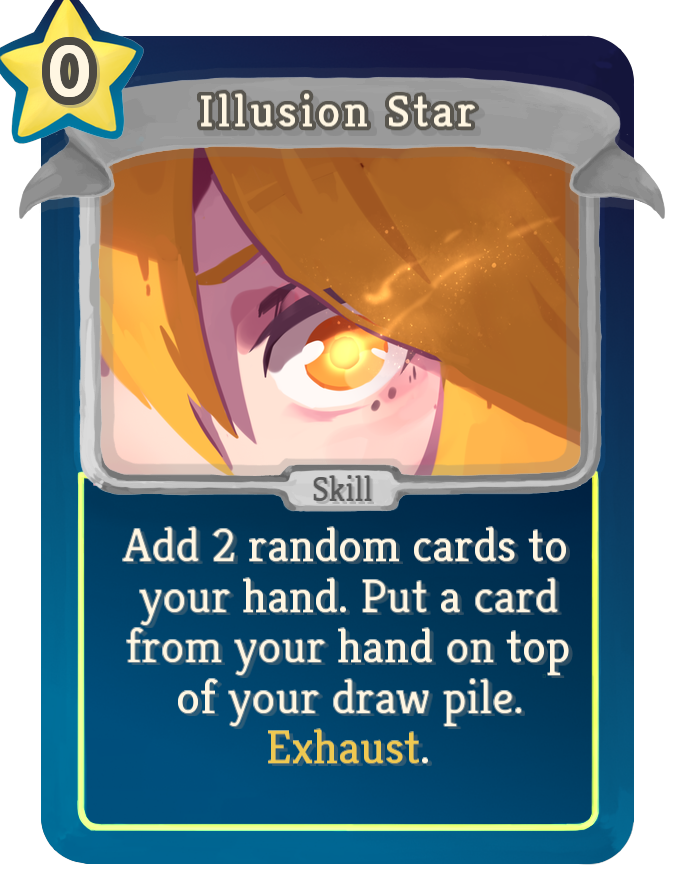 0
Illusion Star
Skill
Add 2 random cards to
your hand. Put a card
from your hand on top
of your draw pile.
Exhaust.